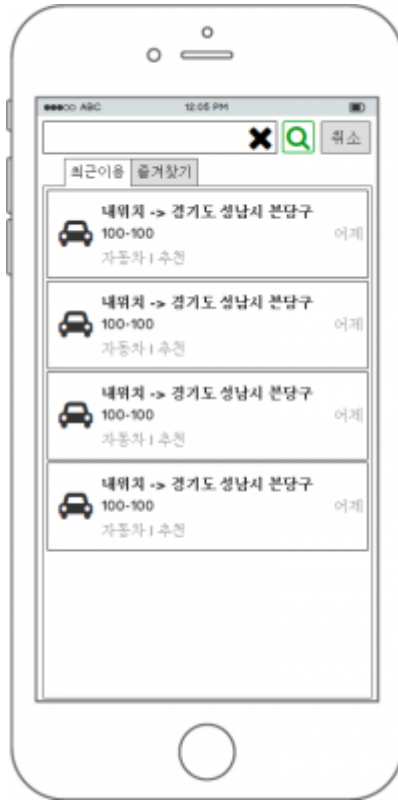 ●●●○○ ABC 12:05 PM
취소
최근이용 즐겨찾기
내위치 -> 경기도 성남시 분당구
100-100
어제
자동차 I 추천
내위치 -> 경기도 성남시 분당구
100-100
어제
자동차 I 추천
내위치 -> 경기도 성남시 분당구
100-100
어제
자동차 I 추천
내위치 -> 경기도 성남시 분당구
100-100
어제
자동차 I 추천